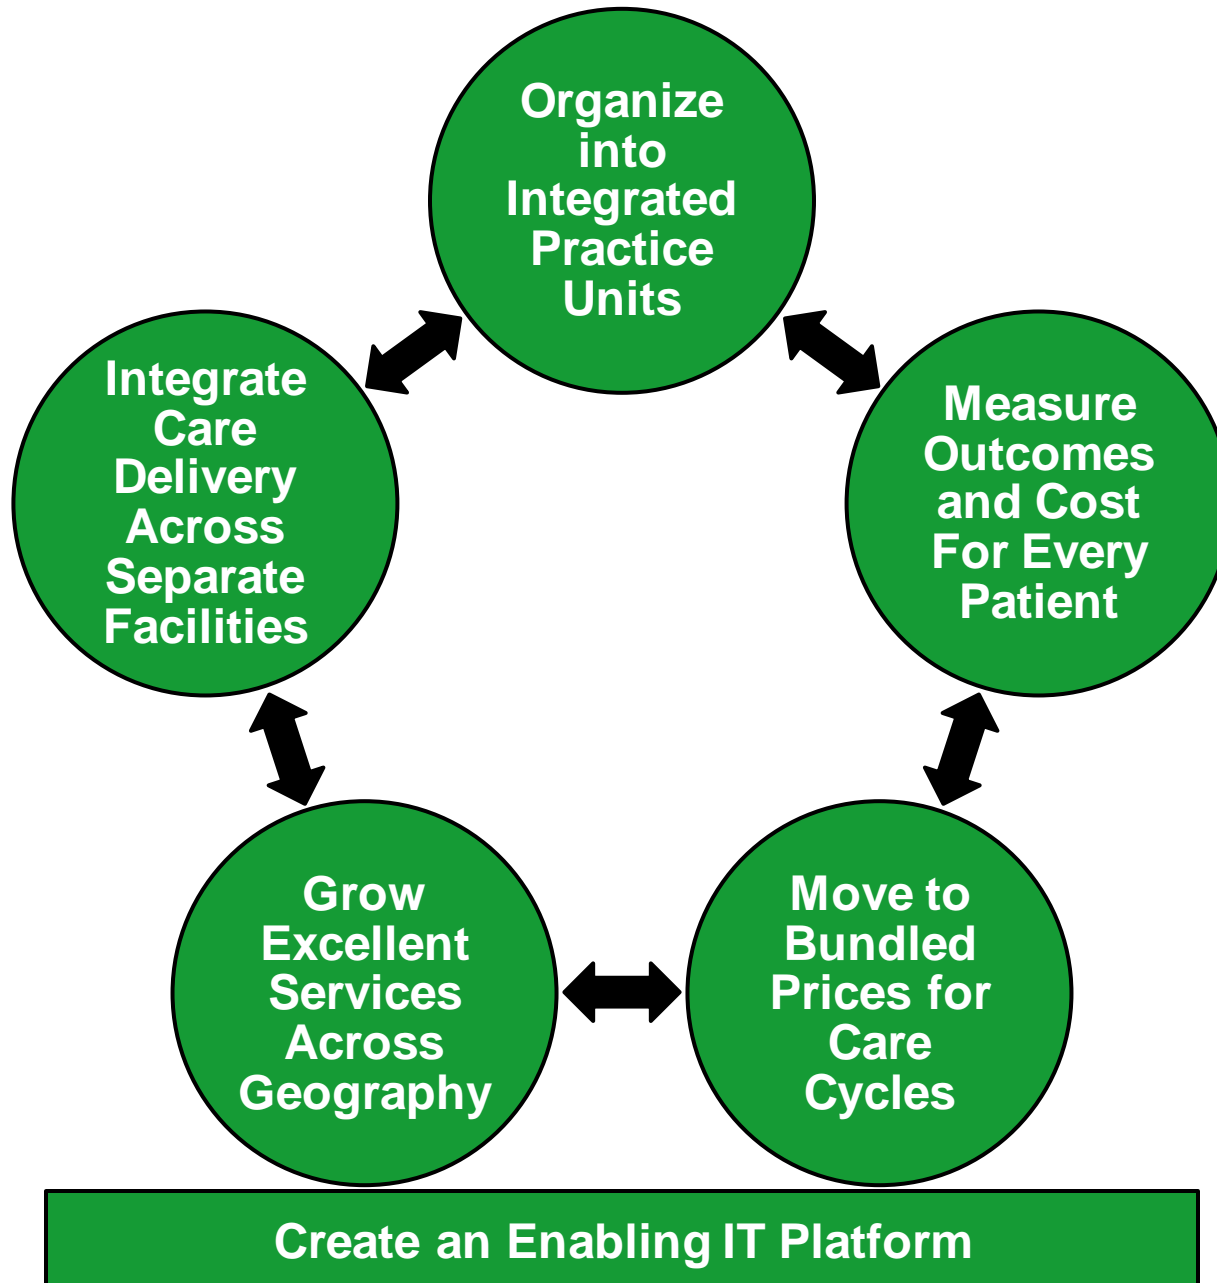 Organize
into
Integrated
Practice
Units
Integrate
Care
Delivery
Across
Separate
Facilities
Measure
Outcomes
and Cost
For Every
Patient
Grow
Excellent
Services
Across
Geography
Move to
Bundled
Prices for
Care
Cycles
Create an Enabling IT Platform